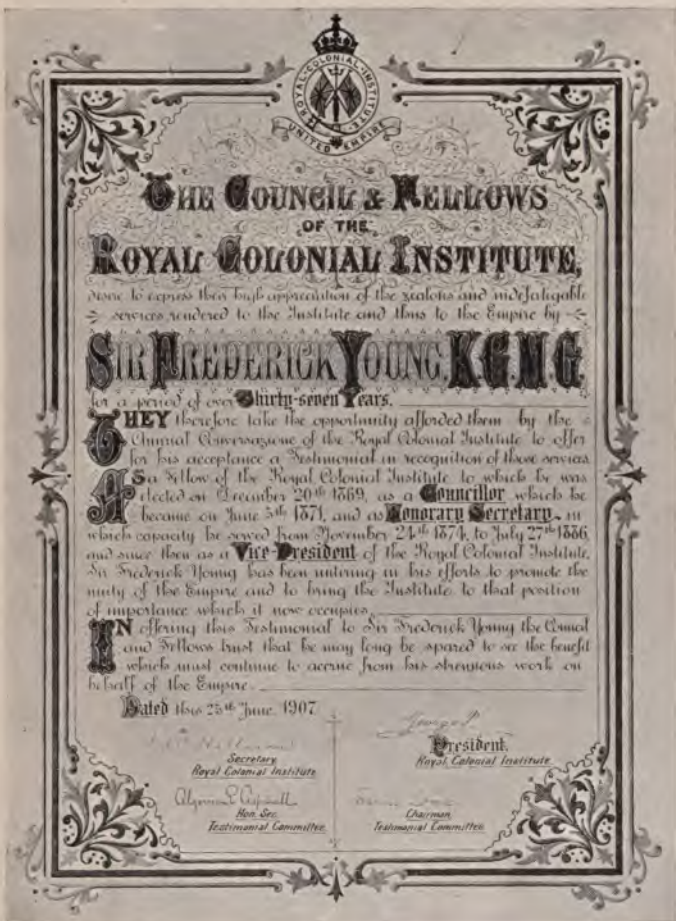 ROYAL · COLONIAL · INSTITUTE
UNITED EMPIRE
THE COUNCIL & FELLOWS
OF THE
ROYAL COLONIAL INSTITUTE,
desire to express their high appreciation of the zealous and indefatigable
services rendered to the Institute and thus to the Empire by
SIR FREDERICK YOUNG, K.C.M.G.
for a period of over Thirty-seven Years.
THEY therefore take the opportunity afforded them by the
Annual Conversazione of the Royal Colonial Institute to offer
for his acceptance a Testimonial in recognition of those services.
AS a Fellow of the Royal Colonial Institute to which he was
elected on December 20th 1869, as a Councillor, which he
became on June 5th 1871, and as Honorary Secretary, in
which capacity he served from November 24th 1874, to July 27th 1886,
and since then as a Vice-President of the Royal Colonial Institute,
Sir Frederick Young has been untiring in his efforts to promote the
unity of the Empire and to bring the Institute to that position
of importance which it now occupies.
IN offering this Testimonial to Sir Frederick Young the Council
and Fellows trust that he may long be spared to see the benefit
which must continue to accrue from his strenuous work on
behalf of the Empire.
Dated this 25th June, 1907
George P
President,
Royal Colonial Institute
Secretary
Royal Colonial Institute
Algernon E Aspinall
Hon. Sec.
Testimonial Committee
Chairman
Testimonial Committee